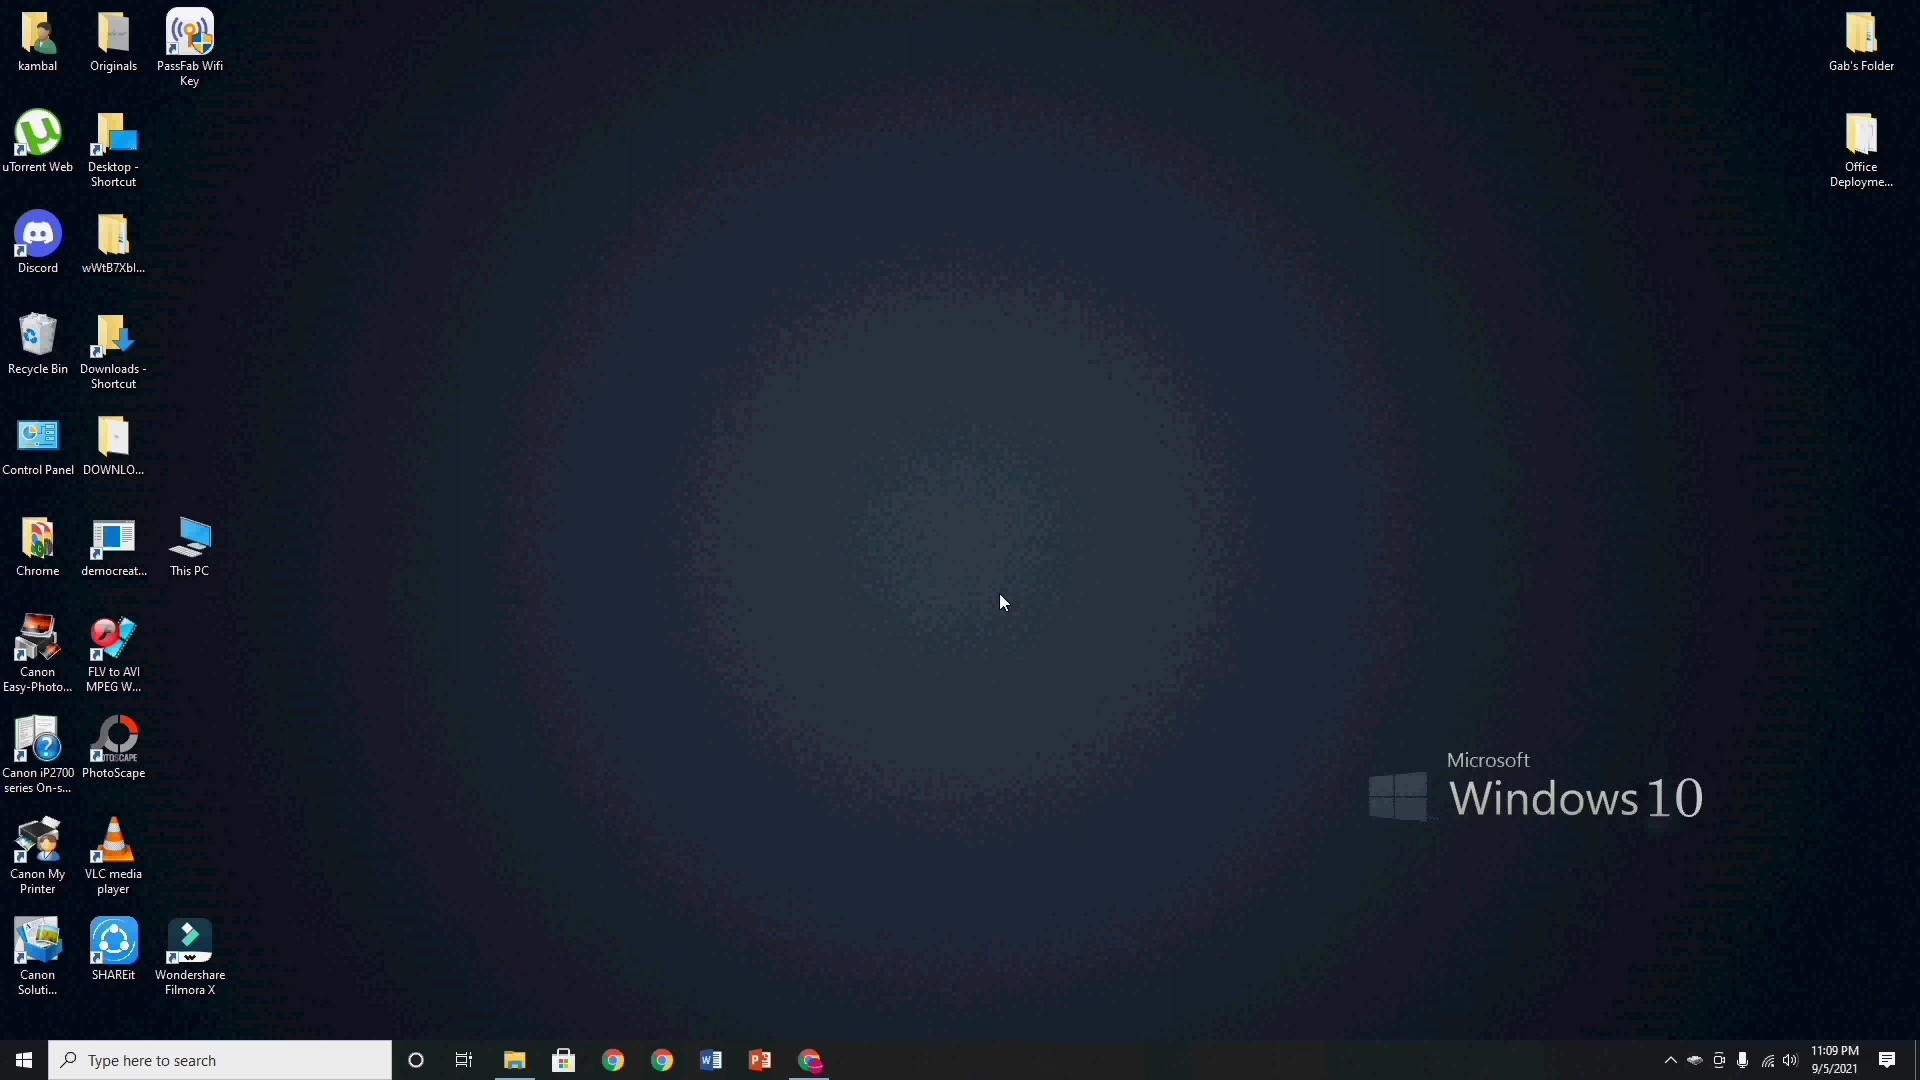 kambal
Originals
PassFab Wifi
Key
Gab's Folder
uTorrent Web
Desktop -
Shortcut
Office
Deployme...
Discord
wWtB7Xbl...
Recycle Bin
Downloads -
Shortcut
Control Panel
DOWNLO...
Chrome
democreat...
This PC
Canon
Easy-Photo...
FLV to AVI
MPEG W...
Canon iP2700
series On-s...
PhotoScape
Microsoft
Windows 10
Canon My
Printer
VLC media
player
Canon
Soluti...
SHAREit
Wondershare
Filmora X
Type here to search
11:09 PM
9/5/2021